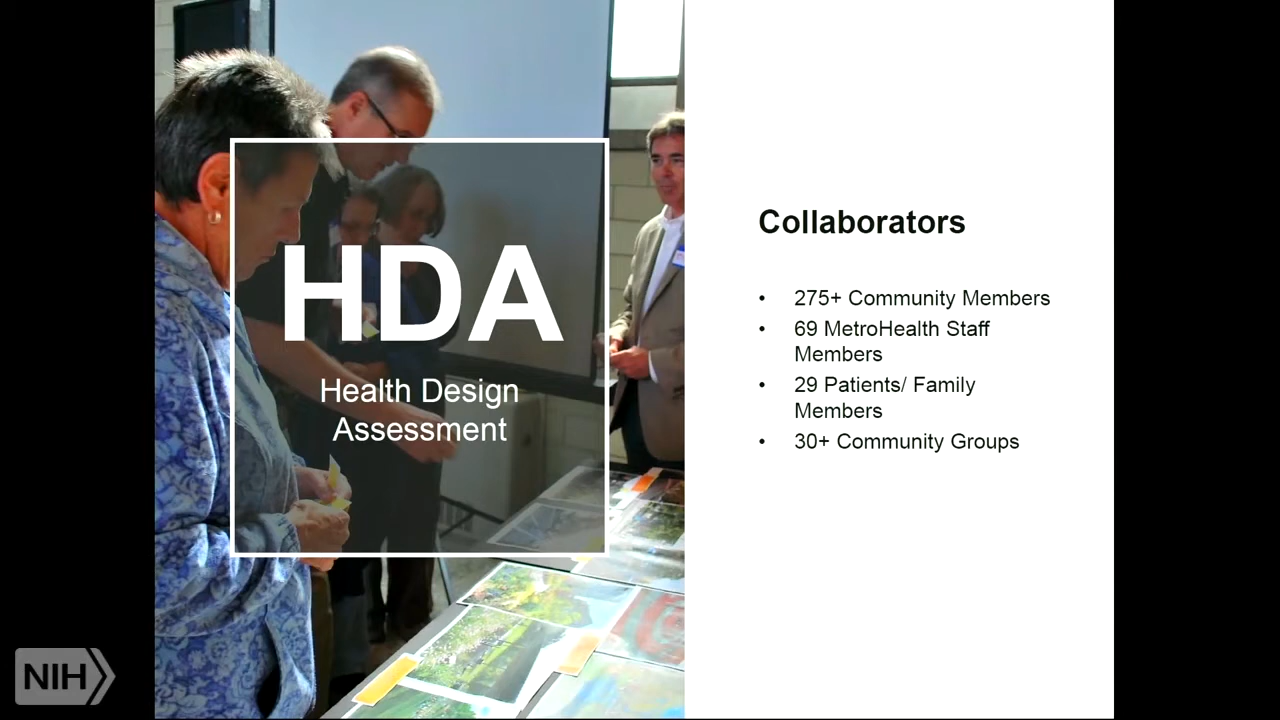 HDA
Health Design
Assessment
Collaborators
• 275+ Community Members
• 69 MetroHealth Staff
Members
• 29 Patients/ Family
Members
• 30+ Community Groups
NIH